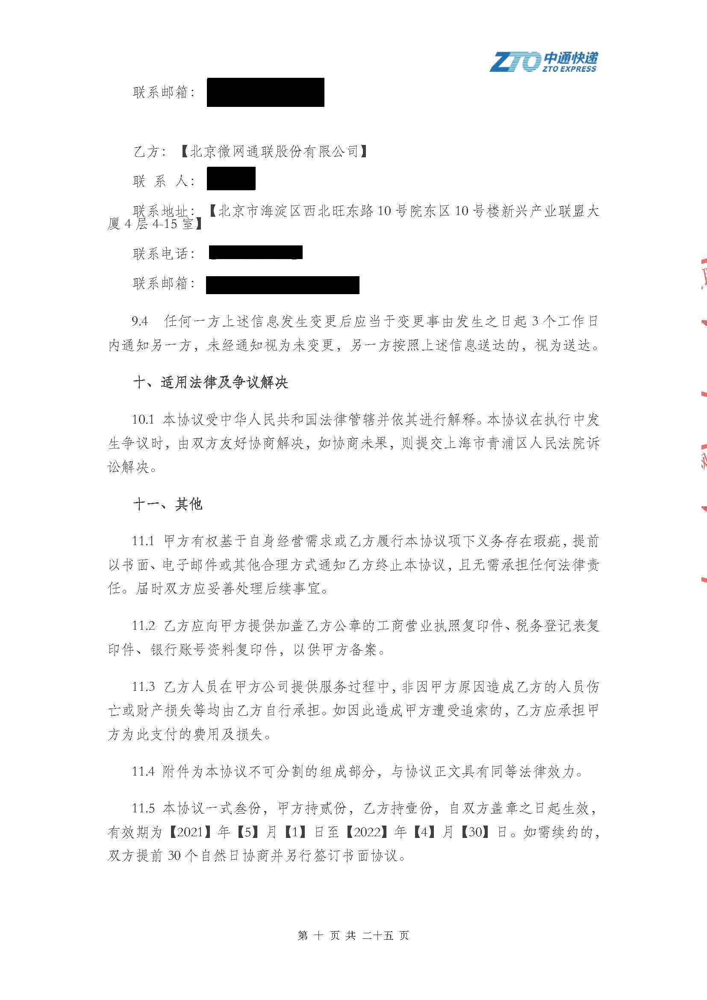 ZTO 中通快递
ZTO EXPRESS
联系邮箱：
乙方：【北京微网通联股份有限公司】
联 系 人：
联系地址：【北京市海淀区西北旺东路 10 号院东区 10 号楼新兴产业联盟大
厦 4 层 4-15 室】
联系电话：
联系邮箱：
9.4 任何一方上述信息发生变更后应当于变更事由发生之日起 3 个工作日
内通知另一方，未经通知视为未变更，另一方按照上述信息送达的，视为送达。
十、适用法律及争议解决
10.1 本协议受中华人民共和国法律管辖并依其进行解释。本协议在执行中发
生争议时，由双方友好协商解决，如协商未果，则提交上海市青浦区人民法院诉
讼解决。
十一、其他
11.1 甲方有权基于自身经营需求或乙方履行本协议项下义务存在瑕疵，提前
以书面、电子邮件或其他合理方式通知乙方终止本协议，且无需承担任何法律责
任。届时双方应妥善处理后续事宜。
11.2 乙方应向甲方提供加盖乙方公章的工商营业执照复印件、税务登记表复
印件、银行账号资料复印件，以供甲方备案。
11.3 乙方人员在甲方公司提供服务过程中，非因甲方原因造成乙方的人员伤
亡或财产损失等均由乙方自行承担。如因此造成甲方遭受追索的，乙方应承担甲
方为此支付的费用及损失。
11.4 附件为本协议不可分割的组成部分，与协议正文具有同等法律效力。
11.5 本协议一式叁份，甲方持贰份，乙方持壹份，自双方盖章之日起生效，
有效期为【2021】年【5】月【1】日至【2022】年【4】月【30】日。如需续约的，
双方提前 30 个自然日协商并另行签订书面协议。
第 十 页 共 二十五 页